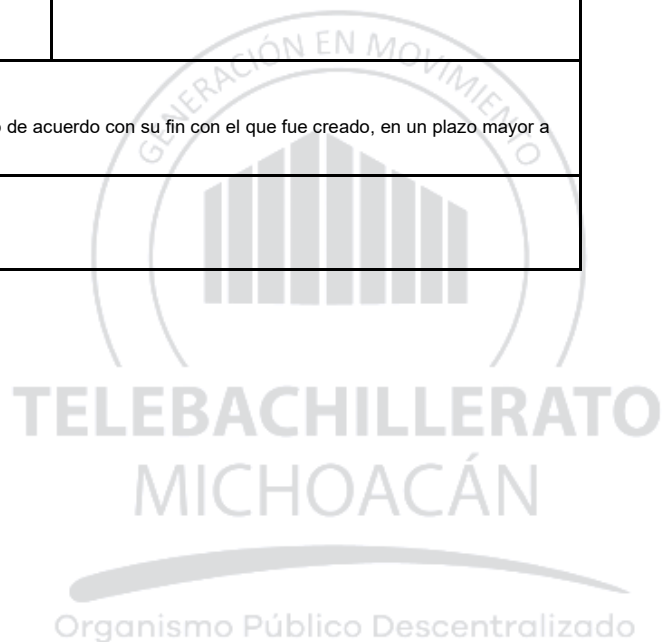 GENERACIÓN EN MOVIMIENTO
o de acuerdo con su fin con el que fue creado, en un plazo mayor a
TELEBACHILLERATO
MICHOACÁN
Organismo Público Descentralizado